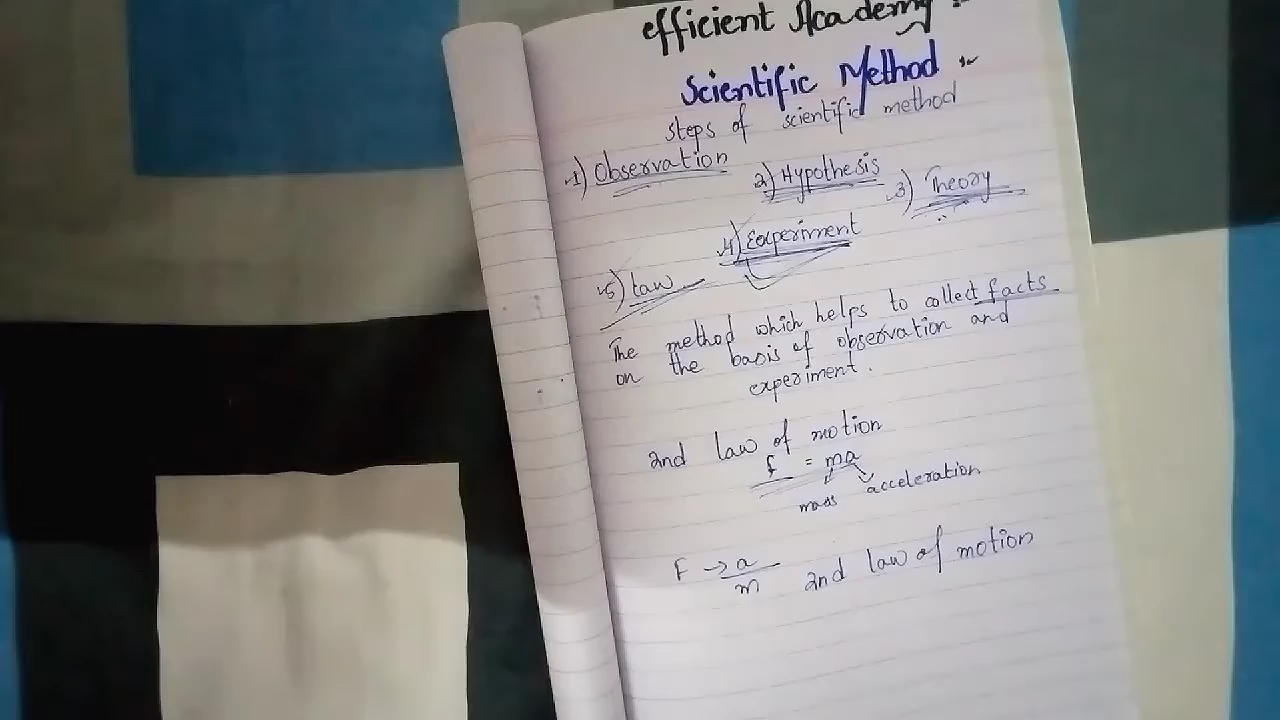 efficient Academy :-
Scientific Method :-
steps of scientific method
1) Observation 2) Hypothesis 3) Theory
4) Experiment
5) law
The method which helps to collect facts
on the basis of observation and
experiment.
and law of motion
f = ma
mass acceleration
F → a/m and law of motion